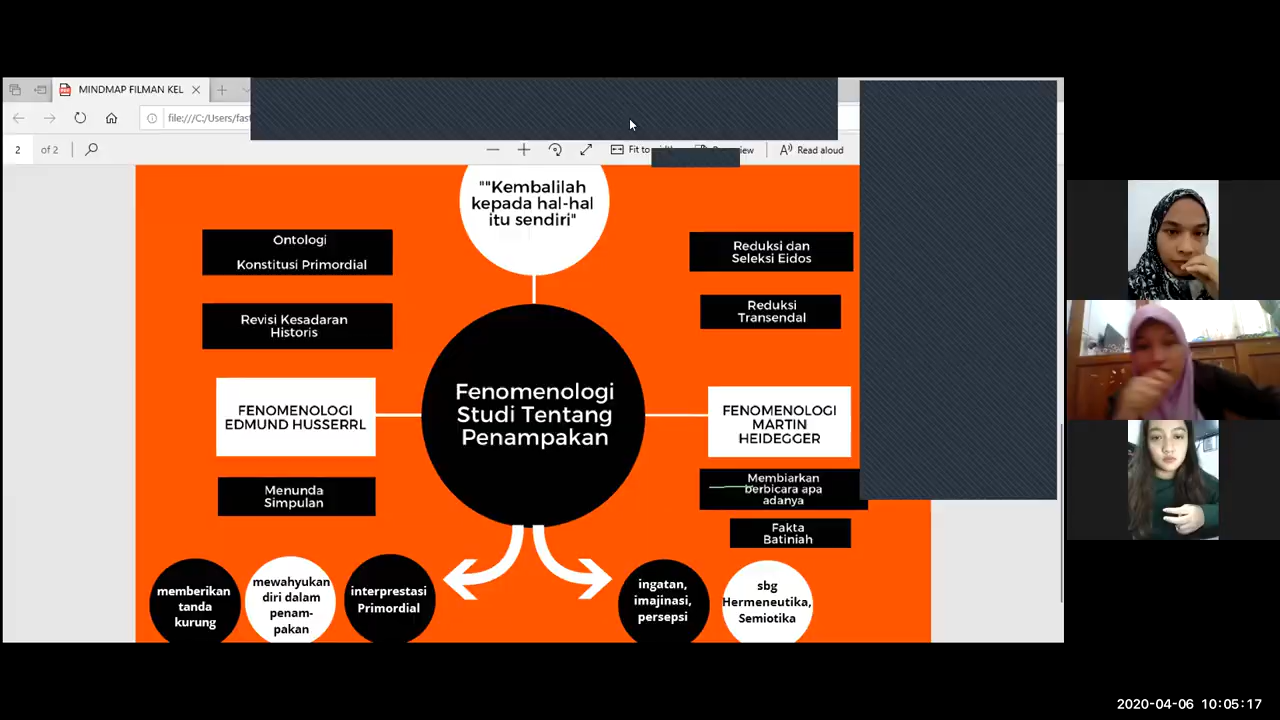 MINDMAP FILMAN KEL
file:///C:/Users/fast
2 of 2
Fit to width
Read aloud
""Kembalilah
kepada hal-hal
itu sendiri"
Ontologi
Konstitusi Primordial
Reduksi dan
Seleksi Eidos
Revisi Kesadaran
Historis
Reduksi
Transendal
Fenomenologi
Studi Tentang
Penampakan
FENOMENOLOGI
EDMUND HUSSERRL
FENOMENOLOGI
MARTIN
HEIDEGGER
Menunda
Simpulan
Membiarkan
berbicara apa
adanya
Fakta
Batiniah
memberikan
tanda
kurung
mewahyukan
diri dalam
penam-
pakan
interprestasi
Primordial
ingatan,
imajinasi,
persepsi
sbg
Hermeneutika,
Semiotika
2020-04-06 10:05:17